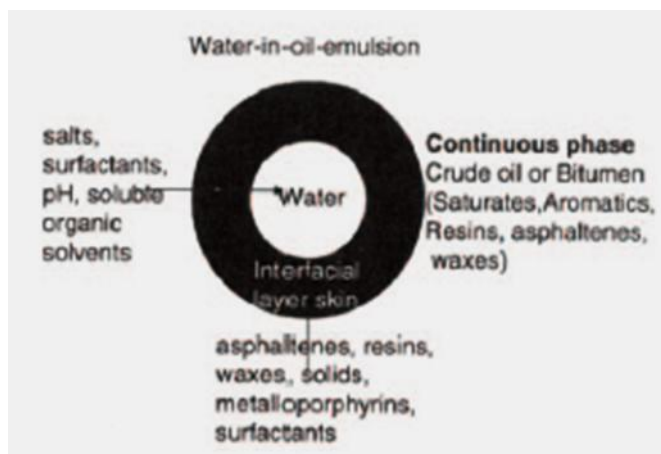 Water-in-oil-emulsion
salts,
surfactants,
pH, soluble
organic
solvents
Water
Continuous phase
Crude oil or Bitumen
(Saturates,Aromatics,
Resins, asphaltenes,
waxes)
Interfacial
layer skin
asphaltenes, resins,
waxes, solids,
metalloporphyrins,
surfactants